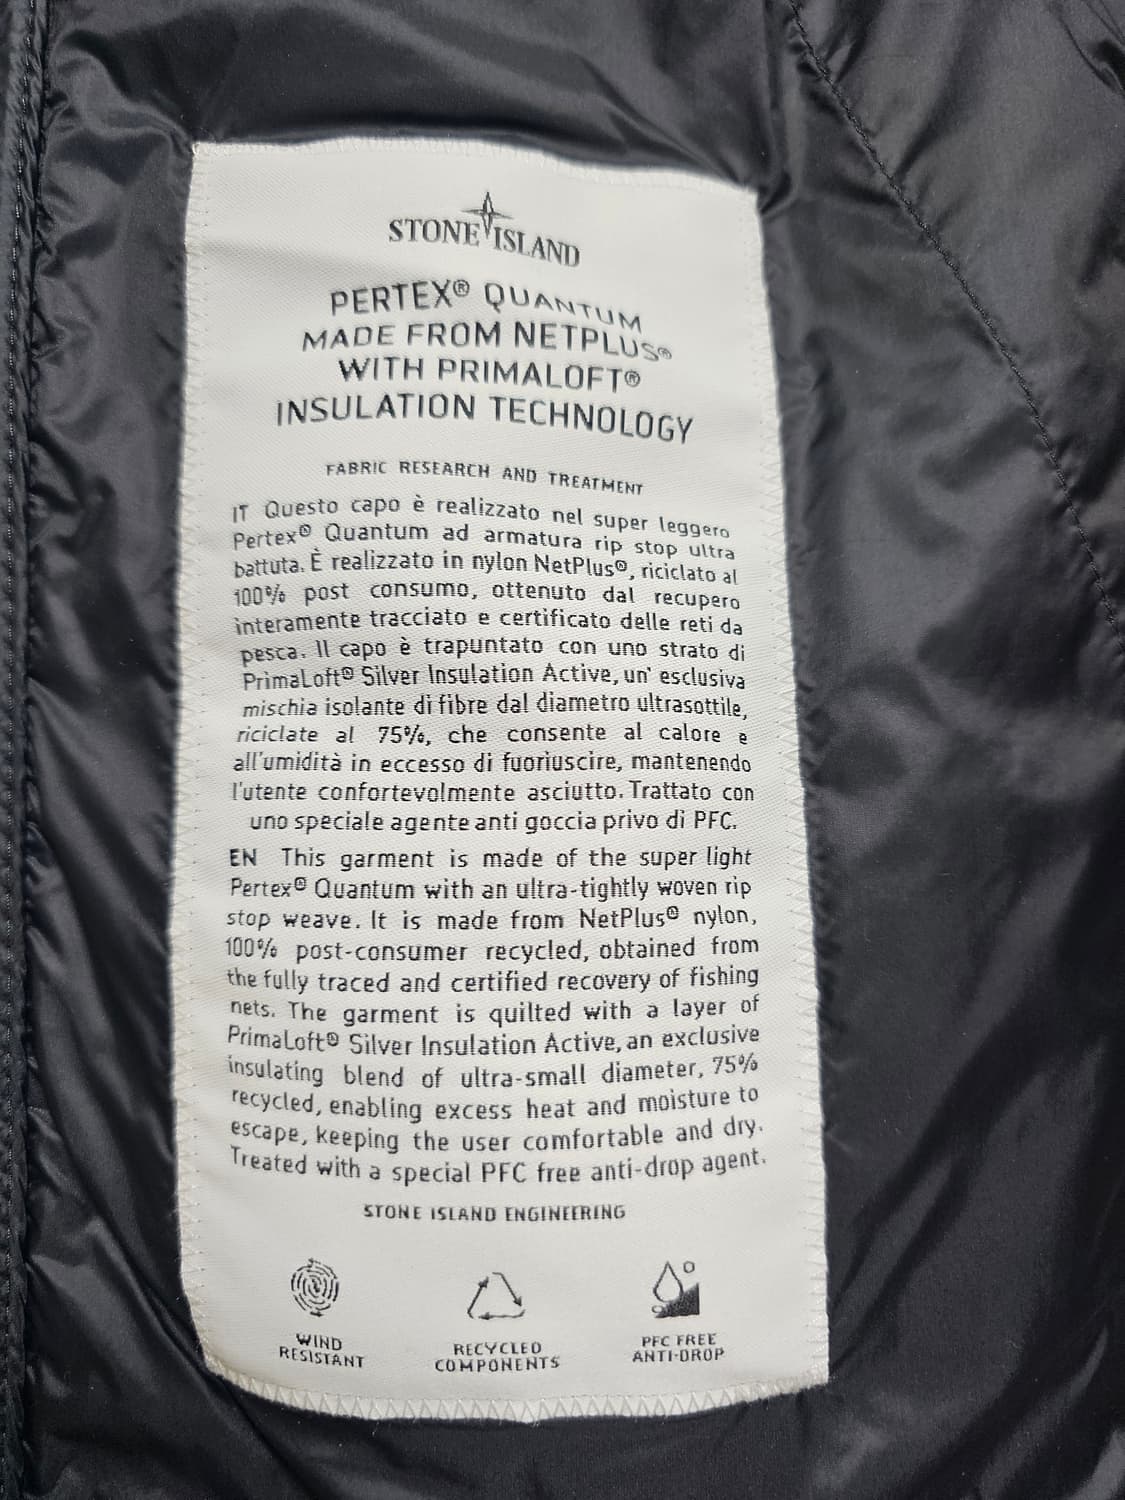 STONE ISLAND
PERTEX® QUANTUM
MADE FROM NETPLUS®
WITH PRIMALOFT®
INSULATION TECHNOLOGY
FABRIC RESEARCH AND TREATMENT
IT Questo capo è realizzato nel super leggero
Pertex® Quantum ad armatura rip stop ultra
battuta. È realizzato in nylon NetPlus®, riciclato al
100% post consumo, ottenuto dal recupero
interamente tracciato e certificato delle reti da
pesca. Il capo è trapuntato con uno strato di
PrimaLoft® Silver Insulation Active, un' esclusiva
mischia isolante di fibre dal diametro ultrasottile,
riciclate al 75%, che consente al calore e
all'umidità in eccesso di fuoriuscire, mantenendo
l'utente confortevolmente asciutto. Trattato con
uno speciale agente anti goccia privo di PFC.
EN This garment is made of the super light
Pertex® Quantum with an ultra-tightly woven rip
stop weave. It is made from NetPlus® nylon,
100% post-consumer recycled, obtained from
the fully traced and certified recovery of fishing
nets. The garment is quilted with a layer of
PrimaLoft® Silver Insulation Active, an exclusive
insulating blend of ultra-small diameter, 75%
recycled, enabling excess heat and moisture to
escape, keeping the user comfortable and dry.
Treated with a special PFC free anti-drop agent.
STONE ISLAND ENGINEERING
WIND
RESISTANT
RECYCLED
COMPONENTS
PFC FREE
ANTI-DROP